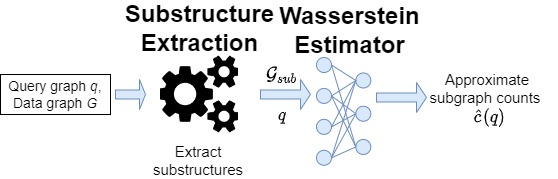 Substructure
Extraction
Wasserstein
Estimator
Query graph q,
Data graph G
Extract
substructures
𝒢ₛᵤb
q
Approximate
subgraph counts
ĉ(q)